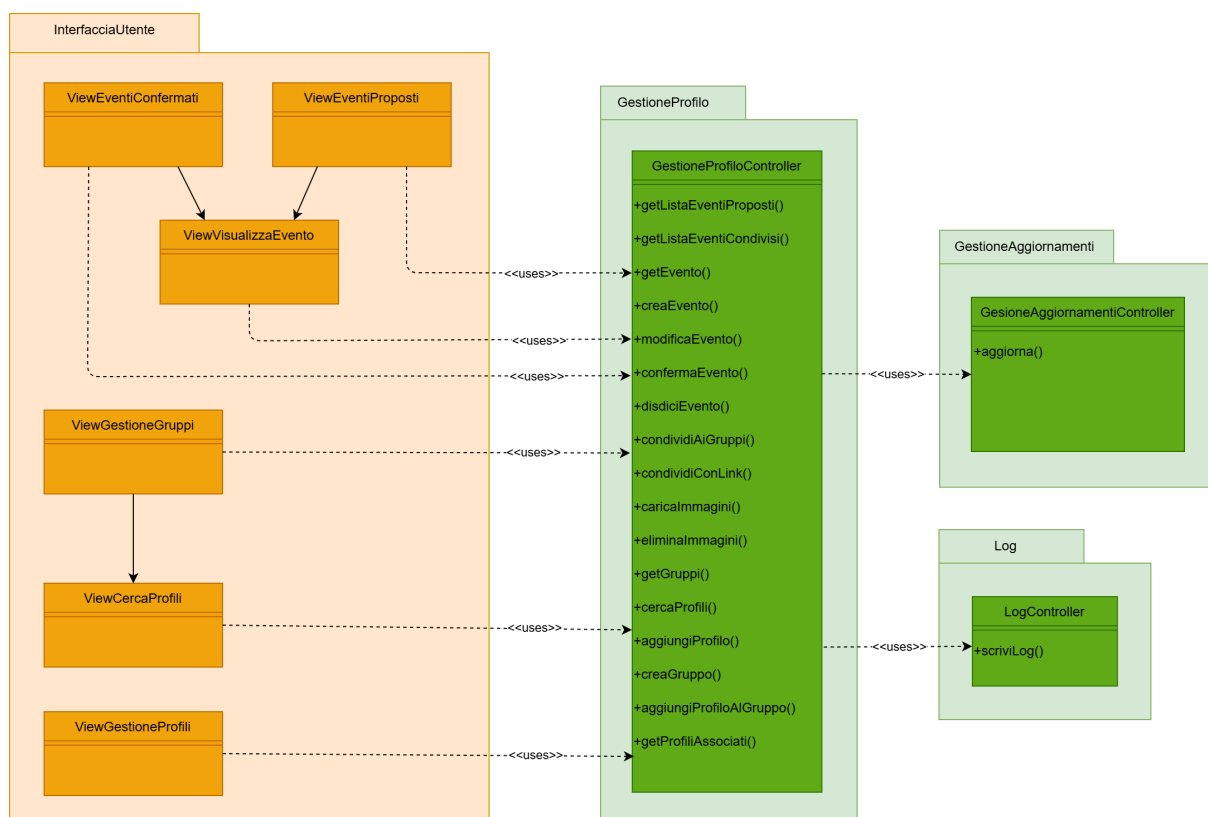 InterfacciaUtente
ViewEventiConfermati
ViewEventiProposti
ViewVisualizzaEvento
ViewGestioneGruppi
ViewCercaProfili
ViewGestioneProfili
<<uses>>
<<uses>>
<<uses>>
<<uses>>
<<uses>>
<<uses>>
GestioneProfilo
GestioneProfiloController
+getListaEventiProposti()
+getListaEventiCondivisi()
+getEvento()
+creaEvento()
+modificaEvento()
+confermaEvento()
+disdiciEvento()
+condividiAiGruppi()
+condividiConLink()
+caricaImmagini()
+eliminaImmagini()
+getGruppi()
+cercaProfili()
+aggiungiProfilo()
+creaGruppo()
+aggiungiProfiloAlGruppo()
+getProfiliAssociati()
<<uses>>
<<uses>>
GestioneAggiornamenti
GesioneAggiornamentiController
+aggiorna()
Log
LogController
+scriviLog()